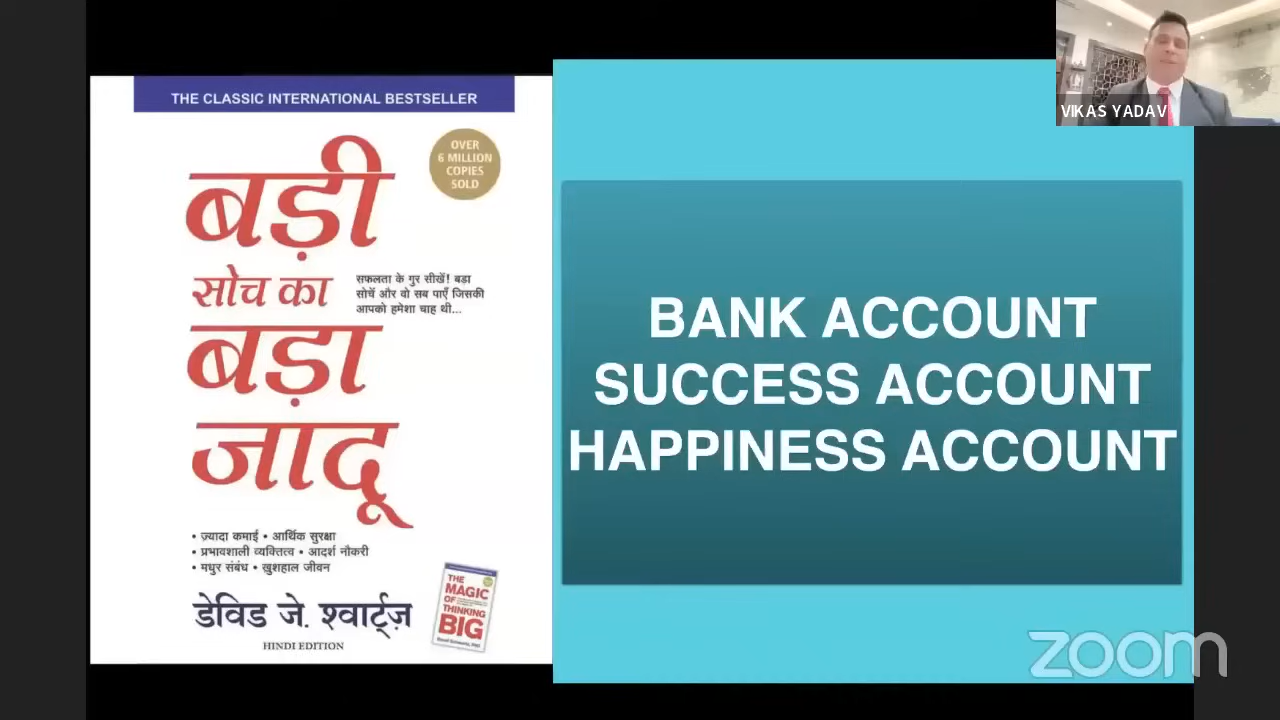 THE CLASSIC INTERNATIONAL BESTSELLER
OVER
6 MILLION
COPIES
SOLD
बड़ी
सोच का
बड़ा
जादू
सफलता के गुर सीखें! बड़ा
सोचें और वो सब पाएँ जिसकी
आपको हमेशा चाह थी...
• ज़्यादा कमाई • आर्थिक सुरक्षा
• प्रभावशाली व्यक्तित्व • आदर्श नौकरी
• मधुर संबंध • खुशहाल जीवन
डेविड जे. श्वार्ट्ज़
HINDI EDITION
THE
MAGIC
OF
THINKING
BIG
BANK ACCOUNT
SUCCESS ACCOUNT
HAPPINESS ACCOUNT
VIKAS YADAV
zoom